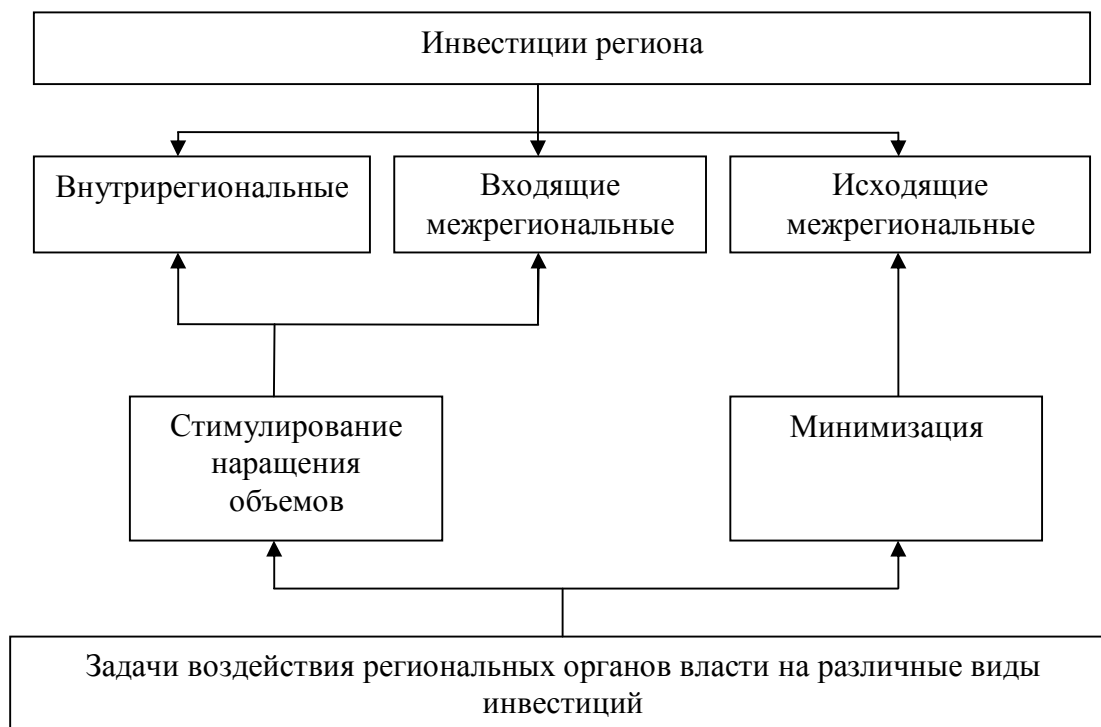 Инвестиции региона
Внутрирегиональные
Входящие
межрегиональные
Исходящие
межрегиональные
Стимулирование
наращения
объемов
Минимизация
Задачи воздействия региональных органов власти на различные виды
инвестиций